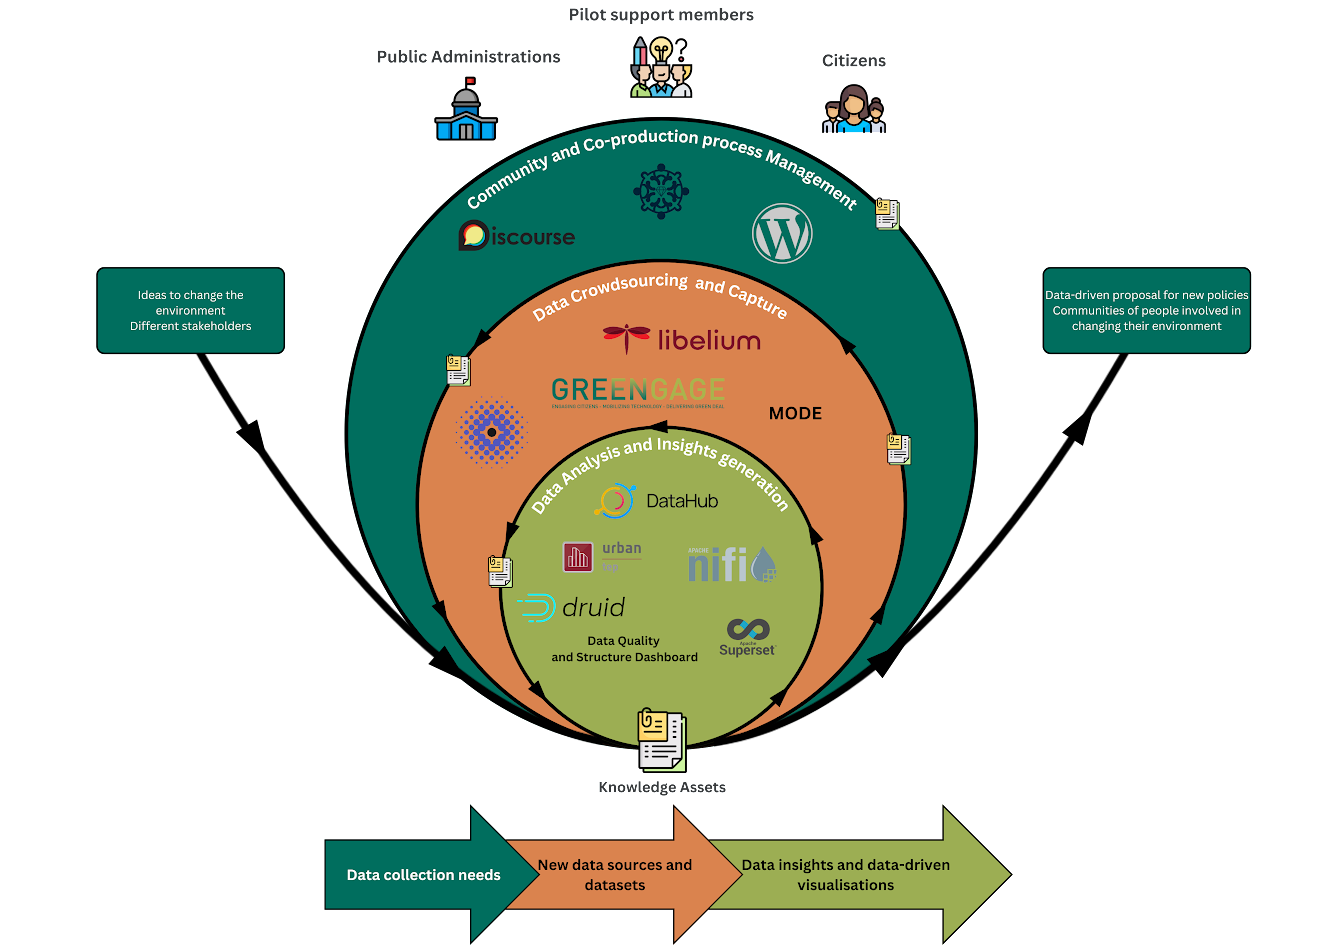 Pilot support members
Public Administrations
Citizens
Community and Co-production process Management
Discourse
Ideas to change the
environment
Different stakeholders
Data-driven proposal for new policies
Communities of people involved in
changing their environment
Data Crowdsourcing and Capture
libelium
GREENGAGE
ENGAGING CITIZENS - MOBILIZING TECHNOLOGY - DELIVERING GREEN DEAL
MODE
Data Analysis and Insights generation
DataHub
urban
APACHE
nifi
druid
Data Quality
and Structure Dashboard
Apache
Superset
Knowledge Assets
Data collection needs
New data sources and
datasets
Data insights and data-driven
visualisations